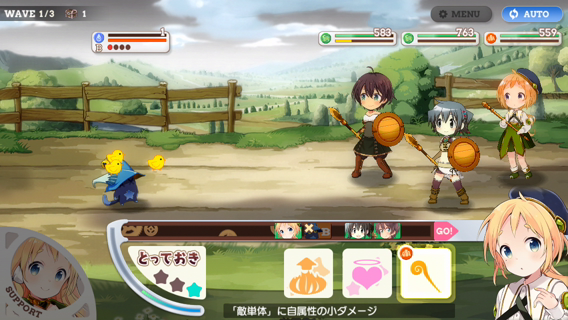 WAVE 1/3 1
MENU
AUTO
1
B
583
763
559
B
GO!
とっておき
SUPPORT
「敵単体」に自属性の小ダメージ